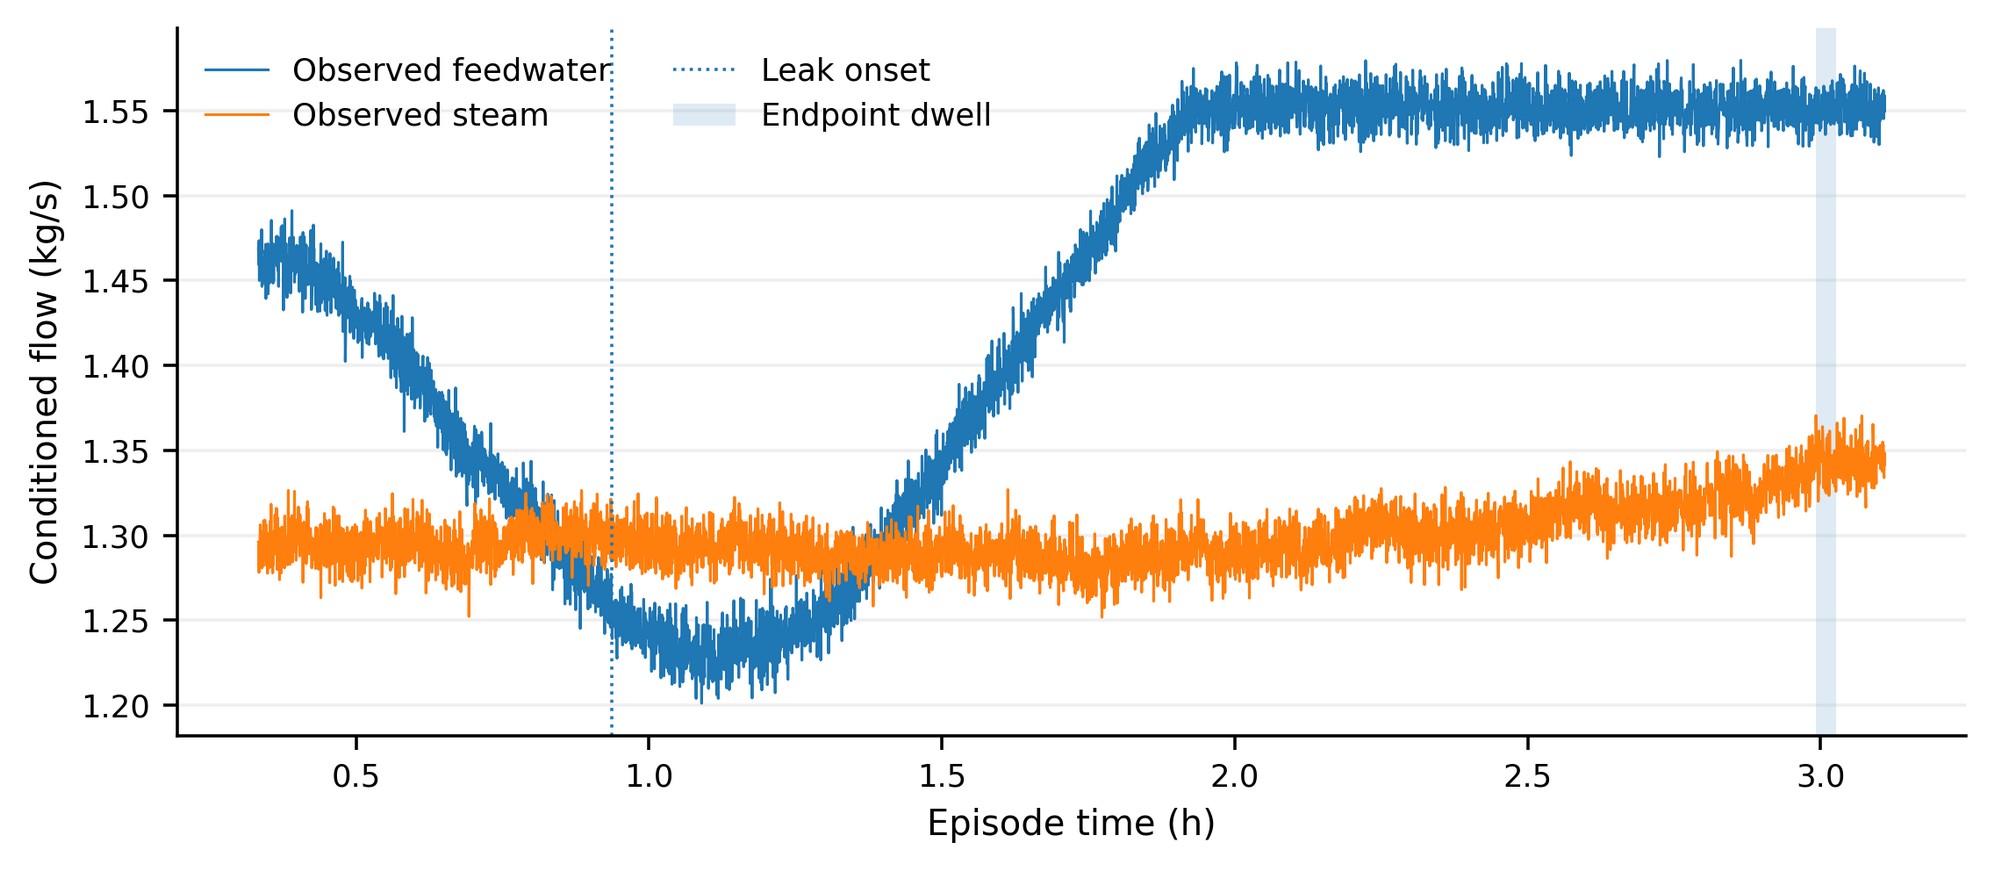 Observed feedwater
Observed steam
Leak onset
Endpoint dwell
Conditioned flow (kg/s)
1.55
1.50
1.45
1.40
1.35
1.30
1.25
1.20
0.5 1.0 1.5 2.0 2.5 3.0
Episode time (h)